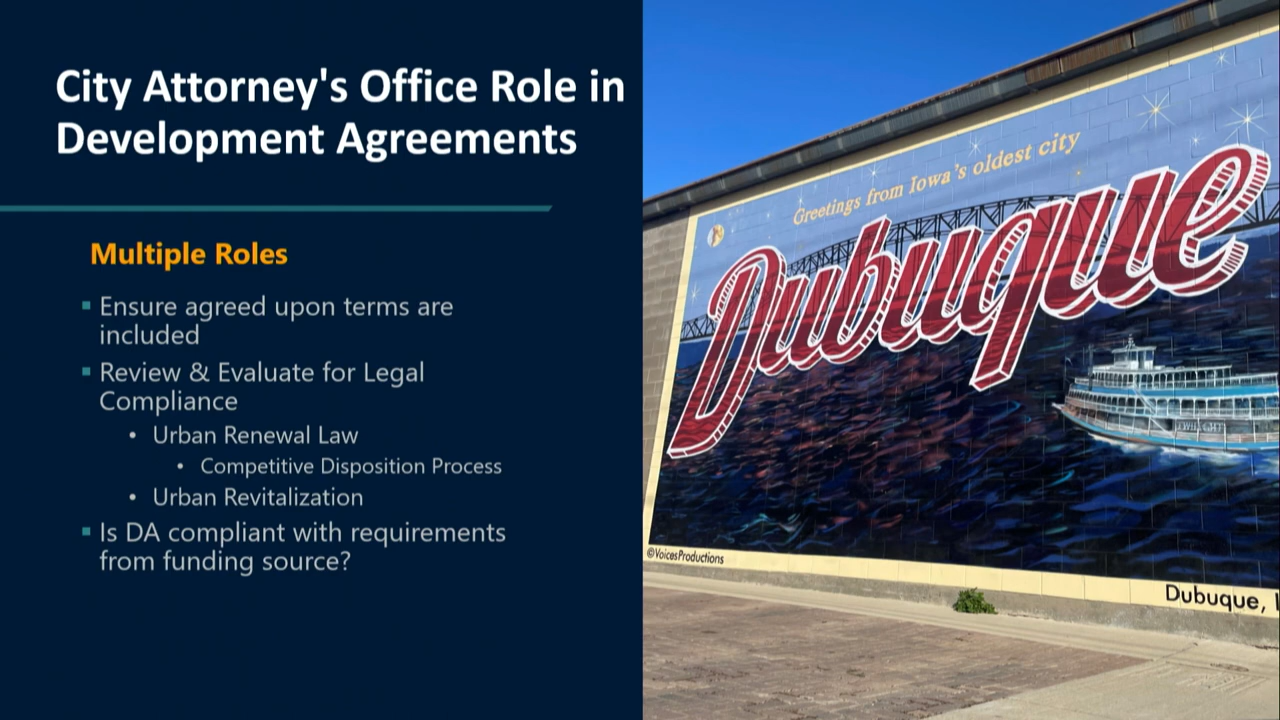 City Attorney's Office Role in
Development Agreements
Multiple Roles
Ensure agreed upon terms are
included
Review & Evaluate for Legal
Compliance
Urban Renewal Law
Competitive Disposition Process
Urban Revitalization
Is DA compliant with requirements
from funding source?
Greetings from Iowa's oldest city
Dubuque
TWILIGHT
©VoicesProductions
Dubuque, I